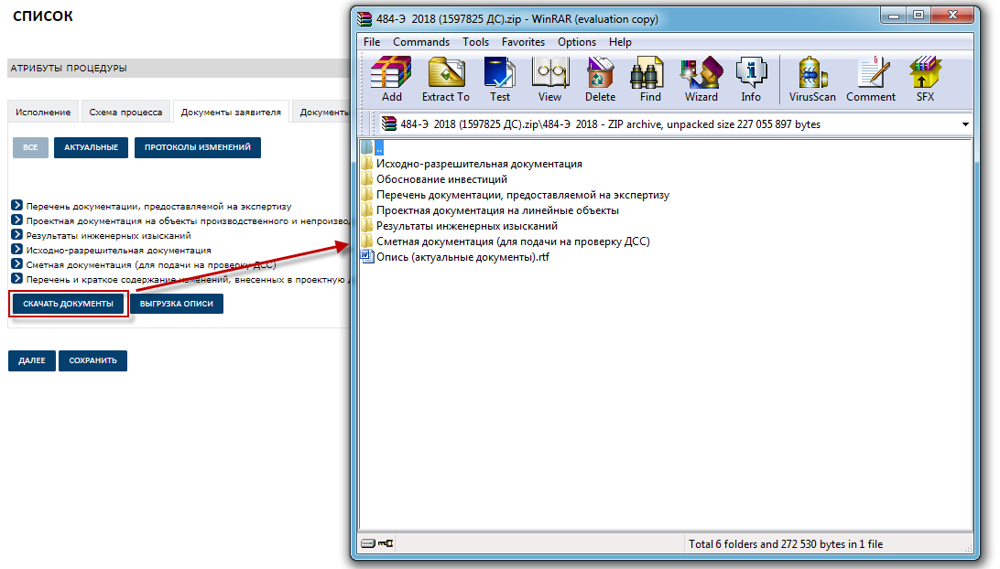 СПИСОК
АТРИБУТЫ ПРОЦЕДУРЫ
Исполнение
Схема процесса
Документы заявителя
Документы
ВСЕ
АКТУАЛЬНЫЕ
ПРОТОКОЛЫ ИЗМЕНЕНИЙ
Перечень документации, предоставляемой на экспертизу
Проектная документация на объекты производственного и непроизвод
Результаты инженерных изысканий
Исходно-разрешительная документация
Сметная документация (для подачи на проверку ДСС)
Перечень и краткое содержание изменений, внесенных в проектную д
СКАЧАТЬ ДОКУМЕНТЫ
ВЫГРУЗКА ОПИСИ
ДАЛЕЕ
СОХРАНИТЬ
484-Э 2018 (1597825 ДС).zip - WinRAR (evaluation copy)
File Commands Tools Favorites Options Help
Add Extract To Test View Delete Find Wizard Info VirusScan Comment SFX
484-Э 2018 (1597825 ДС).zip\484-Э 2018 - ZIP archive, unpacked size 227 055 897 bytes
..
Исходно-разрешительная документация
Обоснование инвестиций
Перечень документации, предоставляемой на экспертизу
Проектная документация на линейные объекты
Результаты инженерных изысканий
Сметная документация (для подачи на проверку ДСС)
Опись (актуальные документы).rtf
Total 6 folders and 272 530 bytes in 1 file